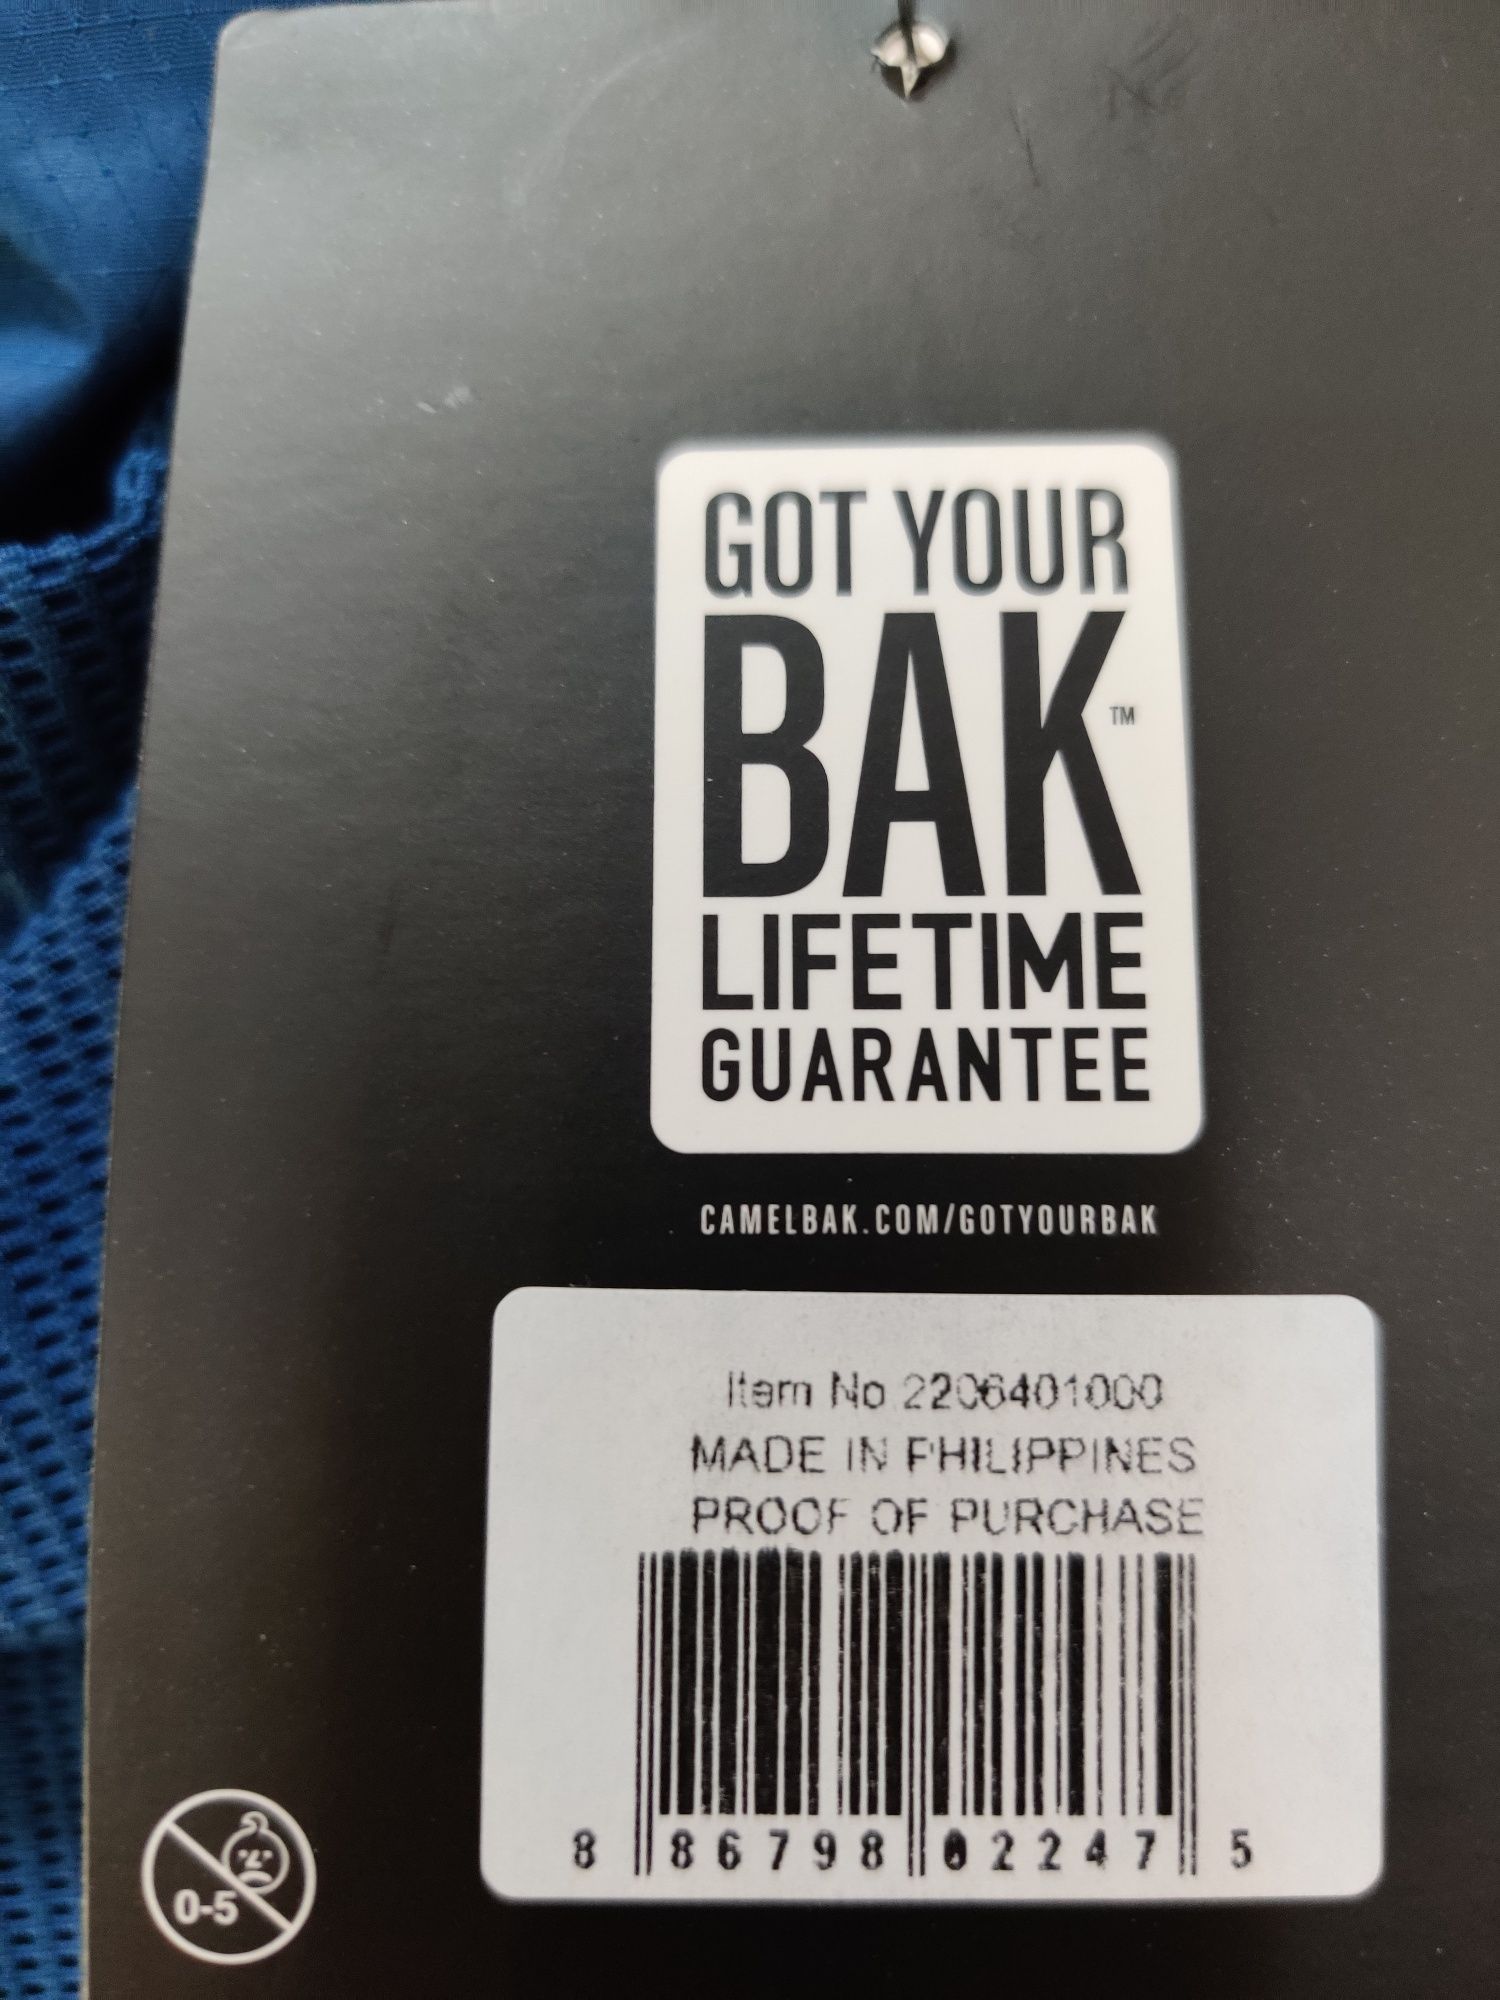 GOT YOUR
BAK™
LIFETIME
GUARANTEE
CAMELBAK.COM/GOTYOURBAK
Item No 2206401000
MADE IN PHILIPPINES
PROOF OF PURCHASE
8 86798 02247 5
0-5